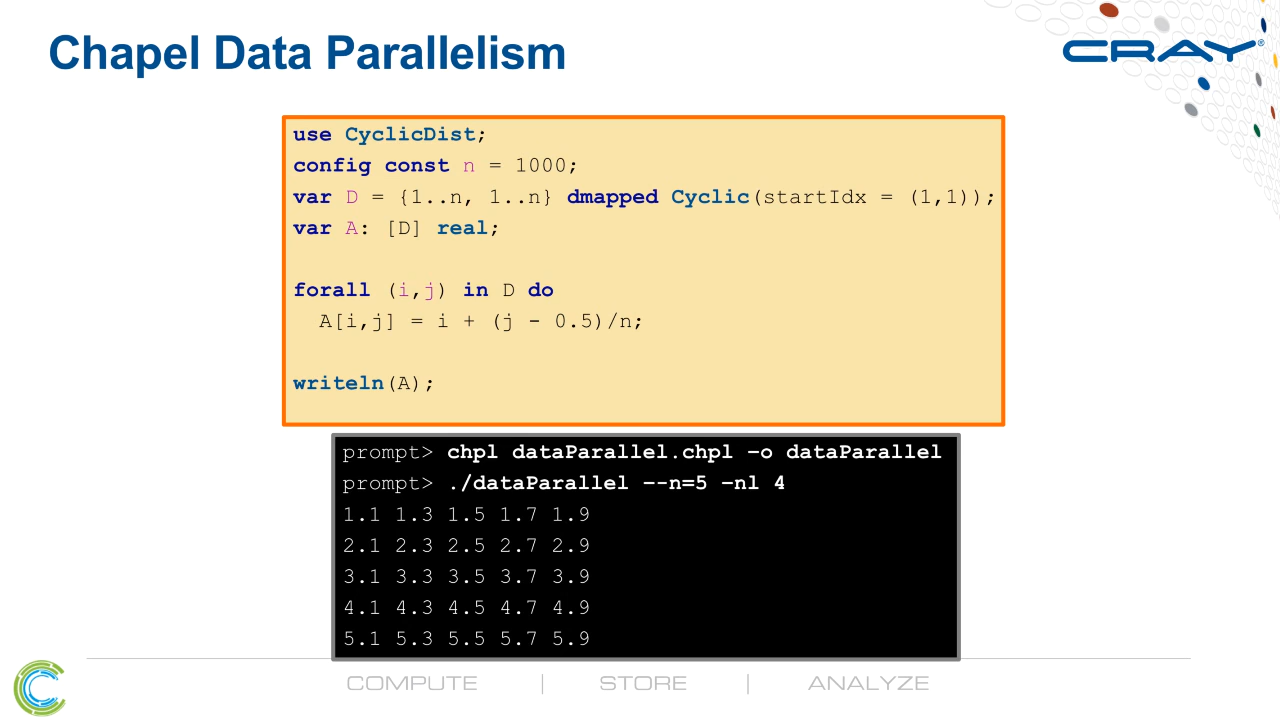 Chapel Data Parallelism
CRAY®
use CyclicDist;
config const n = 1000;
var D = {1..n, 1..n} dmapped Cyclic(startIdx = (1,1));
var A: [D] real;
forall (i,j) in D do
  A[i,j] = i + (j - 0.5)/n;
writeln(A);
prompt> chpl dataParallel.chpl –o dataParallel
prompt> ./dataParallel –-n=5 –nl 4
1.1 1.3 1.5 1.7 1.9
2.1 2.3 2.5 2.7 2.9
3.1 3.3 3.5 3.7 3.9
4.1 4.3 4.5 4.7 4.9
5.1 5.3 5.5 5.7 5.9
COMPUTE | STORE | ANALYZE